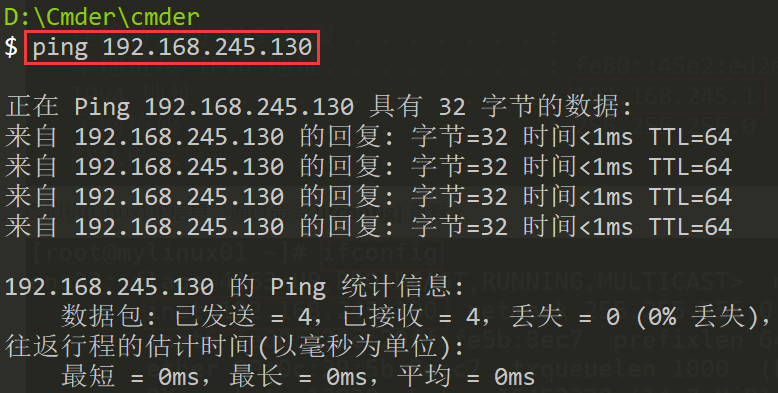 D:\Cmder\cmder
$ ping 192.168.245.130
正在 Ping 192.168.245.130 具有 32 字节的数据:
来自 192.168.245.130 的回复: 字节=32 时间<1ms TTL=64
来自 192.168.245.130 的回复: 字节=32 时间<1ms TTL=64
来自 192.168.245.130 的回复: 字节=32 时间<1ms TTL=64
来自 192.168.245.130 的回复: 字节=32 时间<1ms TTL=64
[root@mylinux01 ~]# ifconfig
192.168.245.130 的 Ping 统计信息:
数据包: 已发送 = 4, 已接收 = 4, 丢失 = 0 (0% 丢失),
往返行程的估计时间(以毫秒为单位):
最短 = 0ms, 最长 = 0ms, 平均 = 0ms